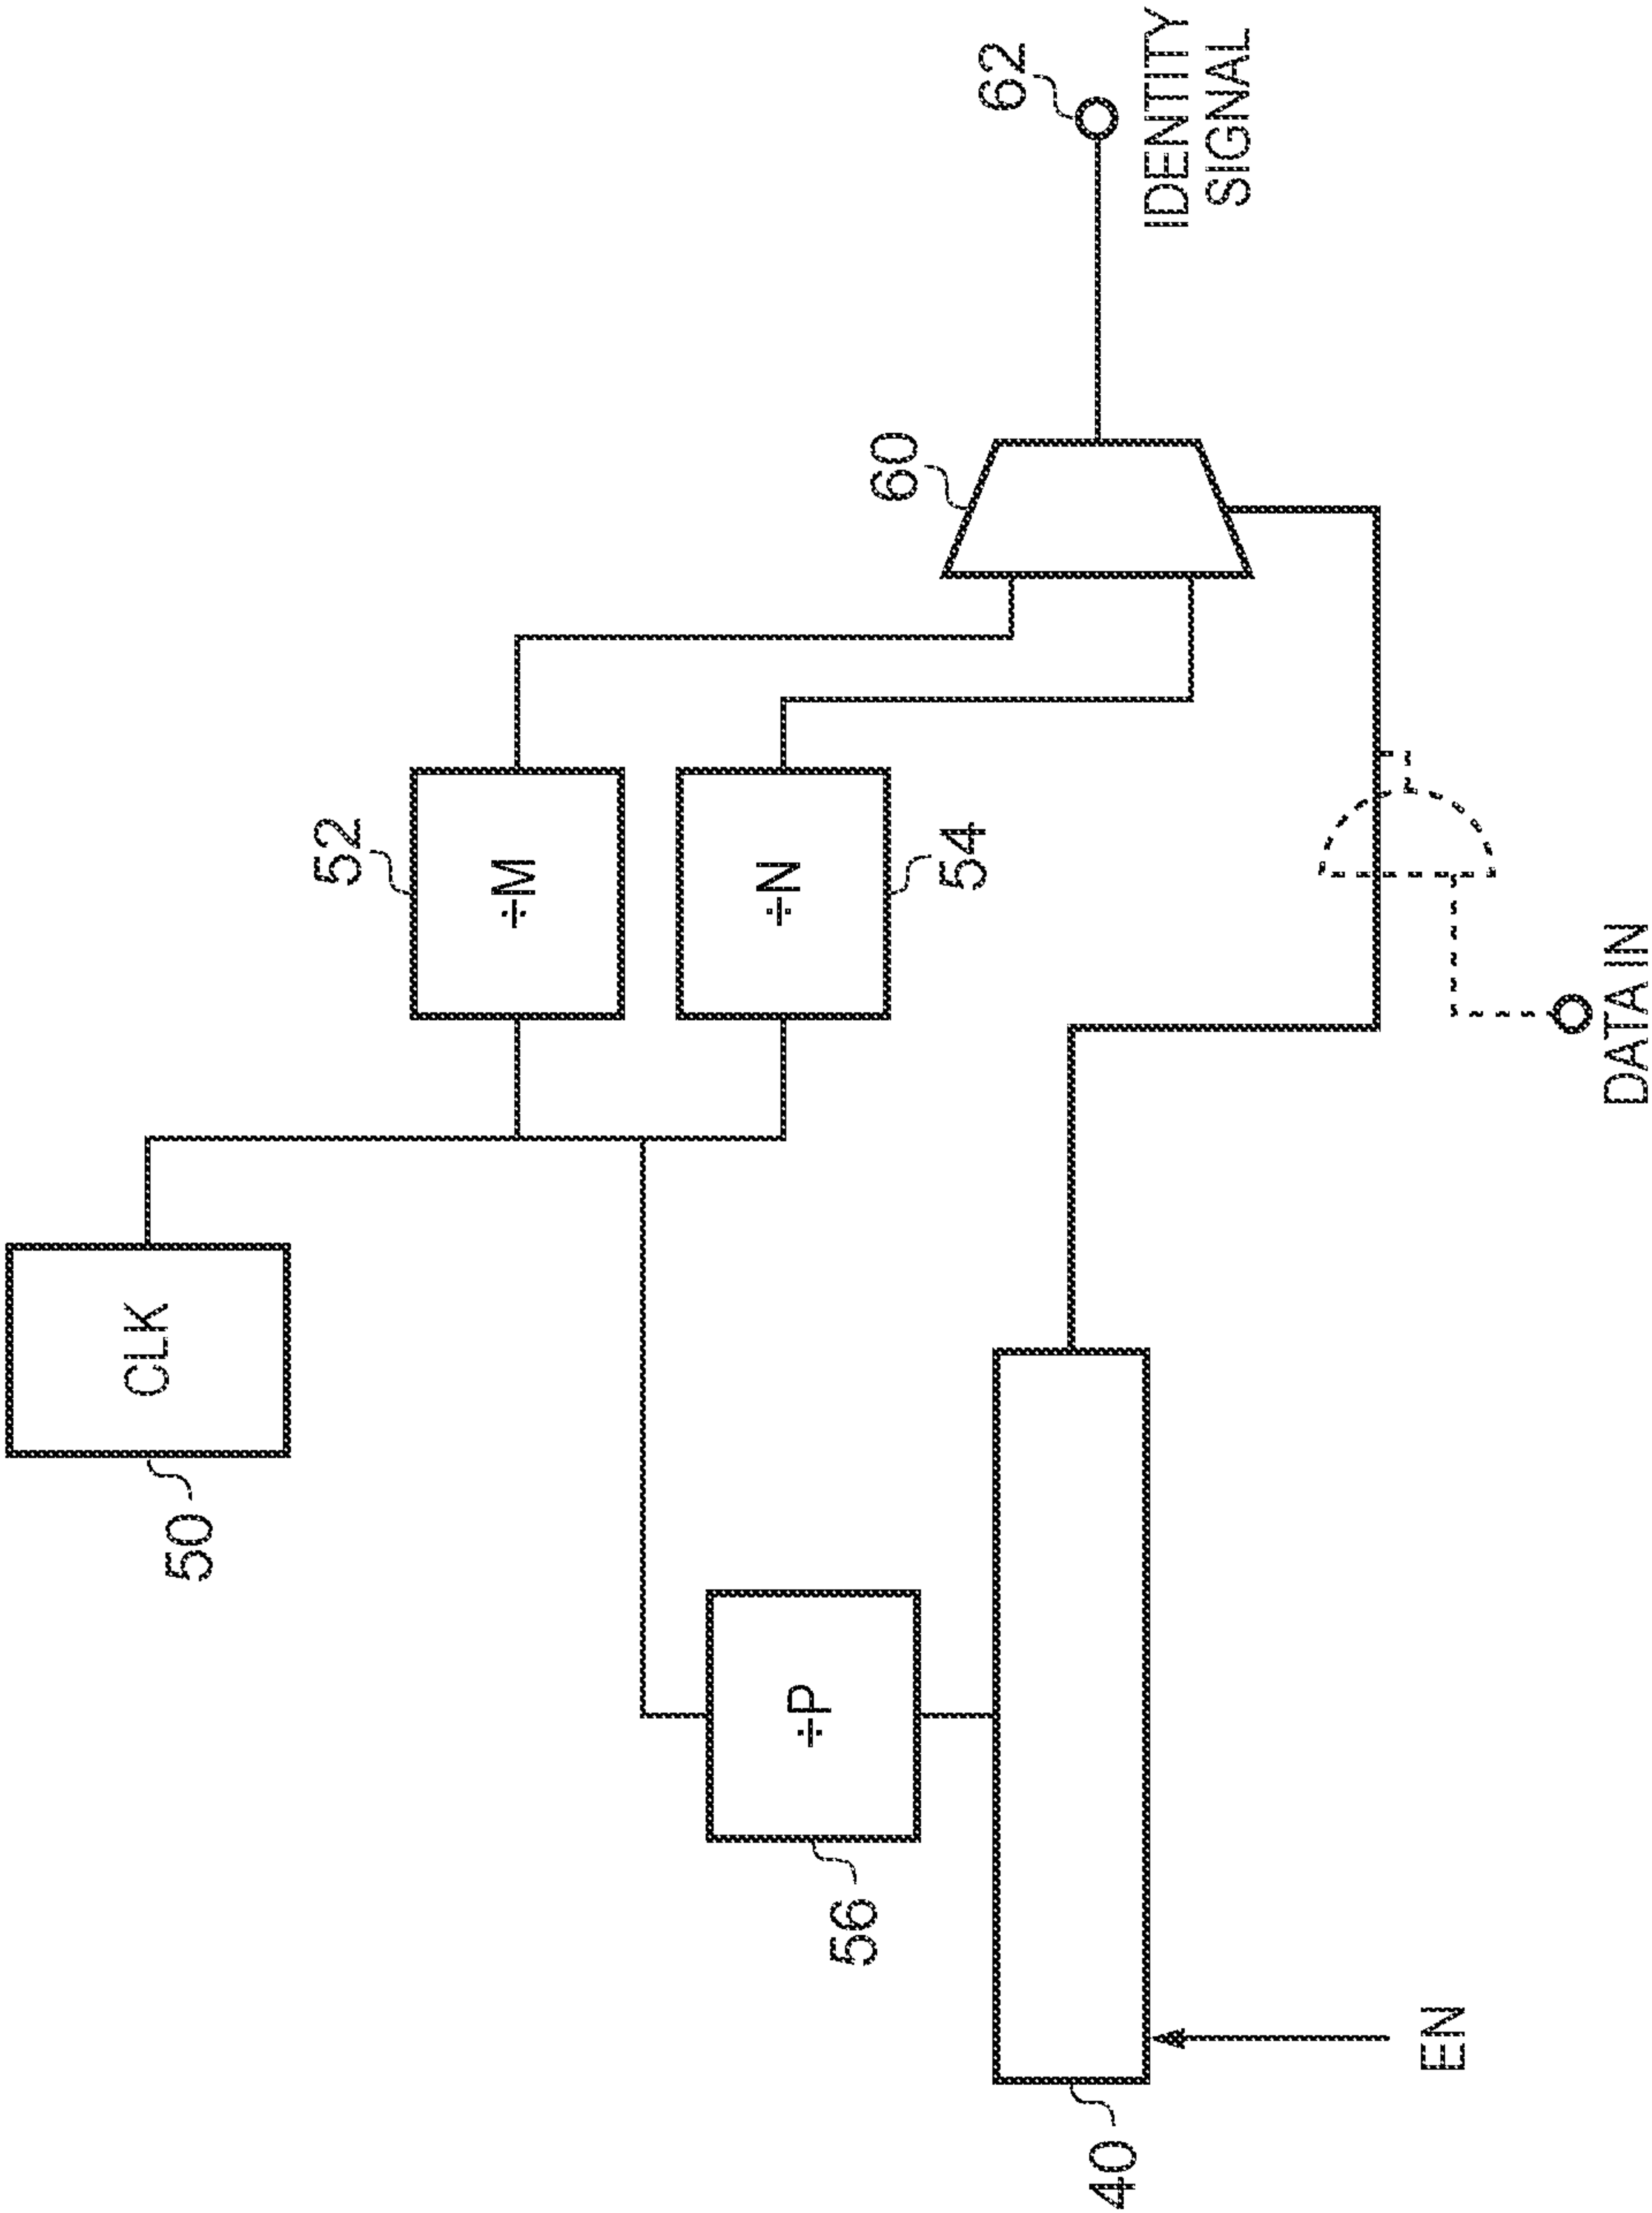 50
CLK
52
÷M
÷N
54
56
÷P
60
62
IDENTITY
SIGNAL
40
EN
DATA IN